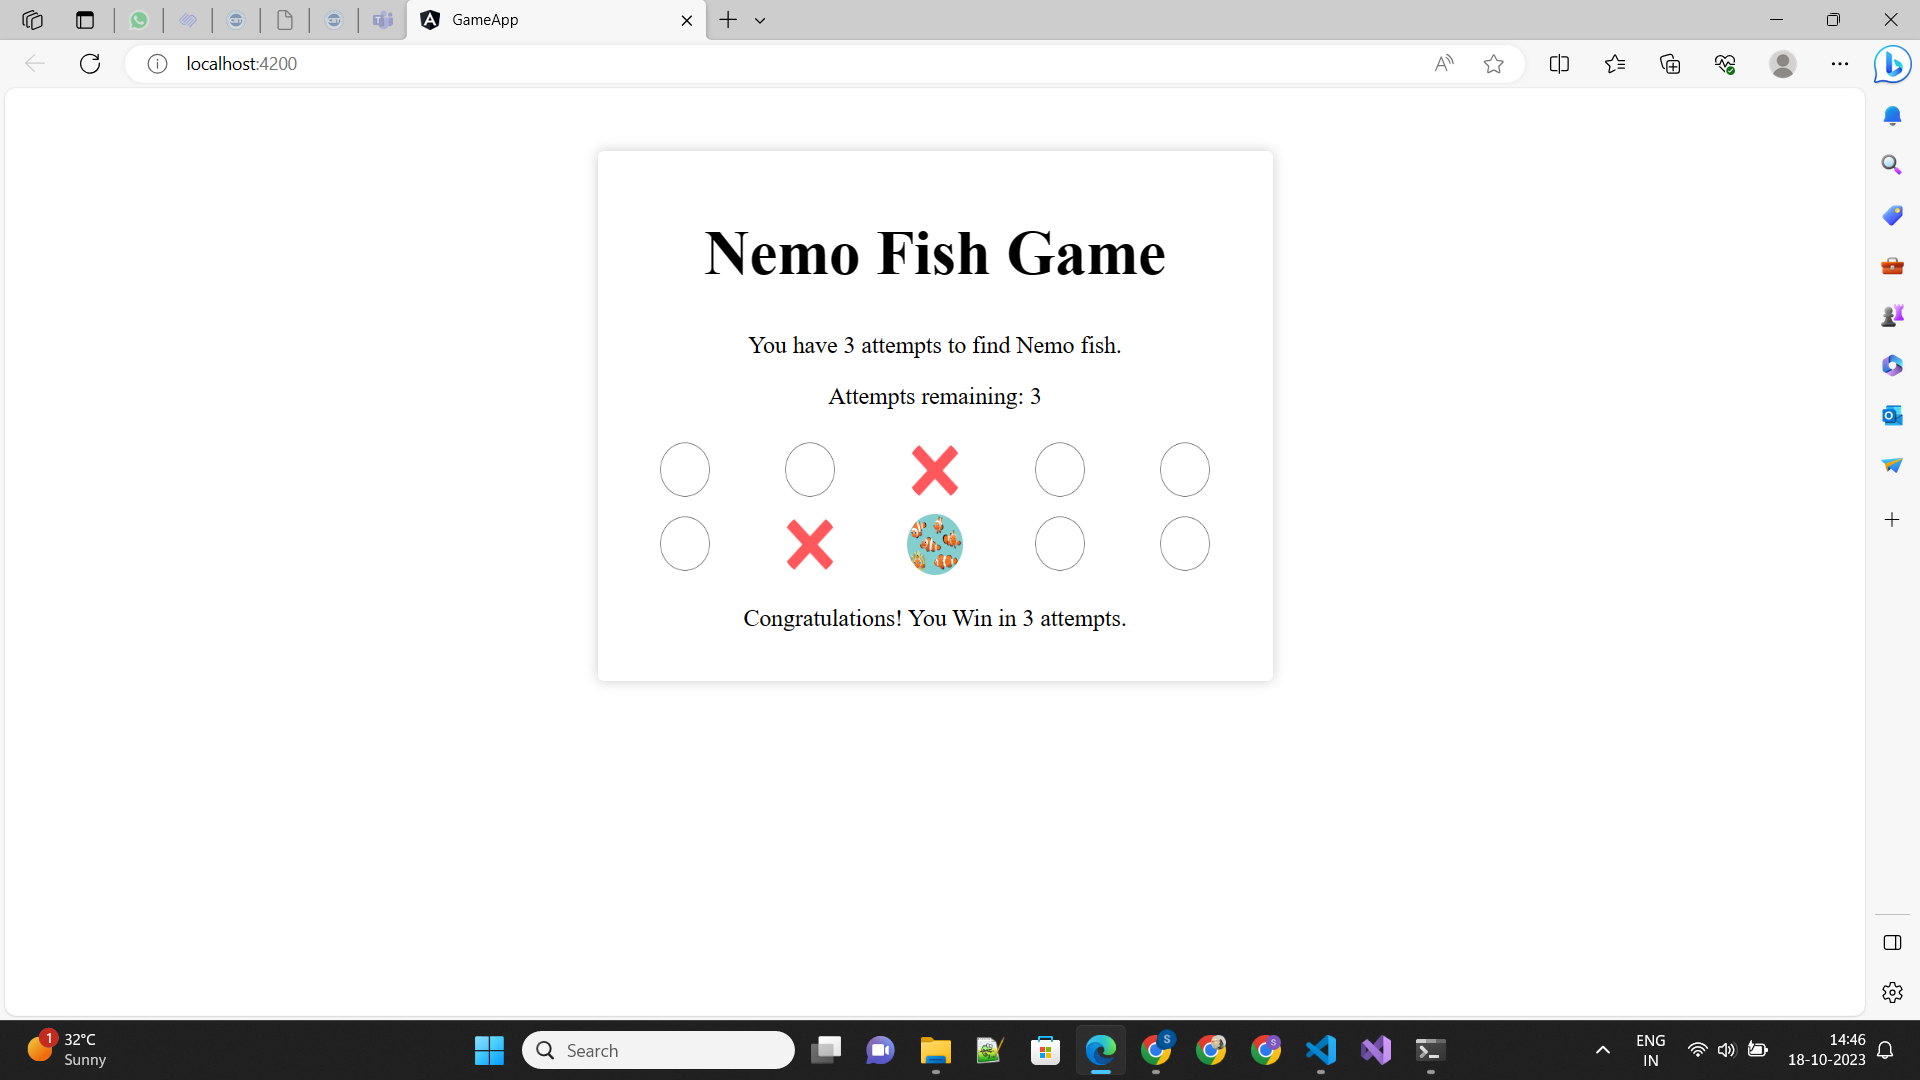 GameApp
localhost:4200
Nemo Fish Game
You have 3 attempts to find Nemo fish.
Attempts remaining: 3
Congratulations! You Win in 3 attempts.
1
32°C
Sunny
Search
S
S
ENG
IN
14:46
18-10-2023